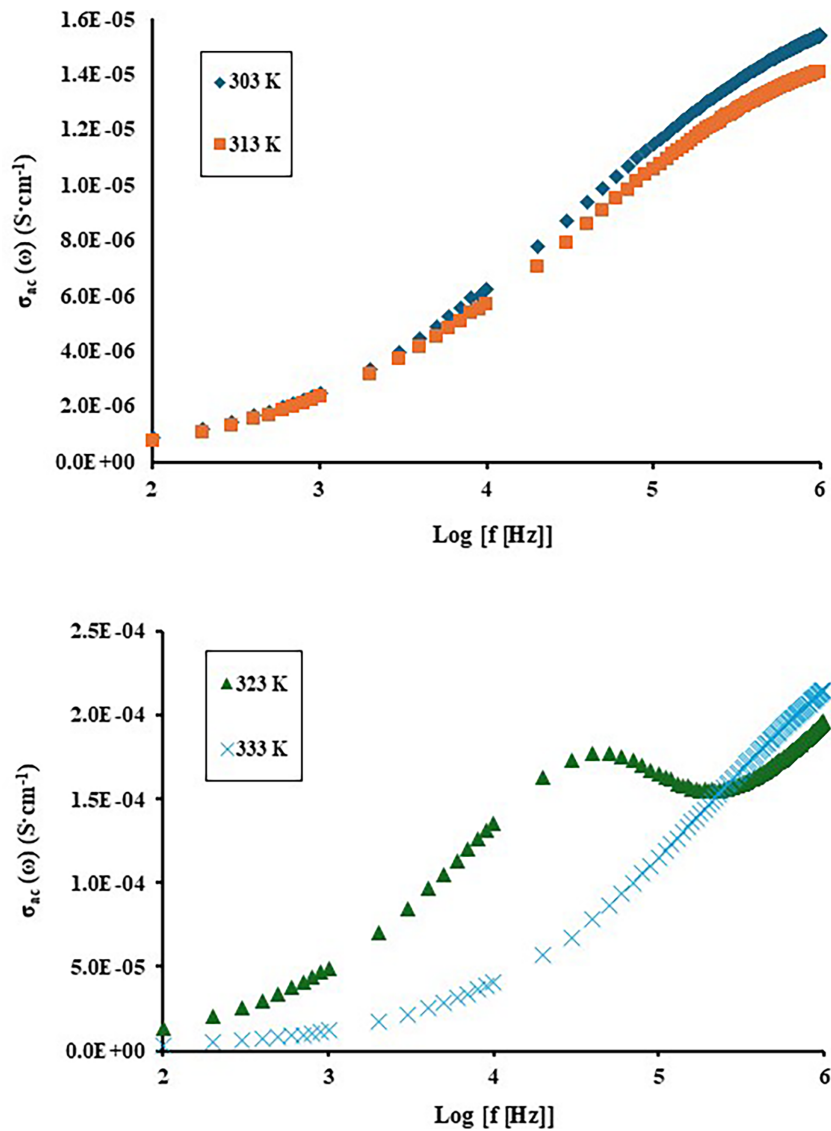 1.6E-05
1.4E-05
1.2E-05
1.0E-05
8.0E-06
6.0E-06
4.0E-06
2.0E-06
0.0E+00
σac (ω) (S·cm-1)
303 K
313 K
2 3 4 5 6
Log [f [Hz]]
2.5E-04
2.0E-04
1.5E-04
1.0E-04
5.0E-05
0.0E+00
σac (ω) (S·cm-1)
323 K
333 K
2 3 4 5 6
Log [f [Hz]]